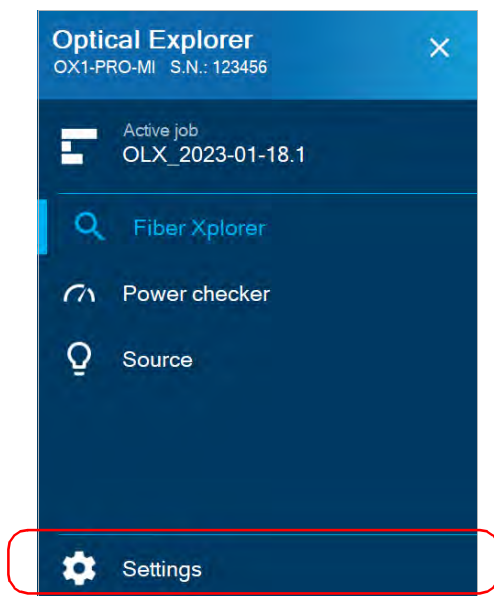 Optical Explorer
OX1-PRO-MI S.N.: 123456
Active job
OLX_2023-01-18.1
Fiber Xplorer
Power checker
Source
Settings